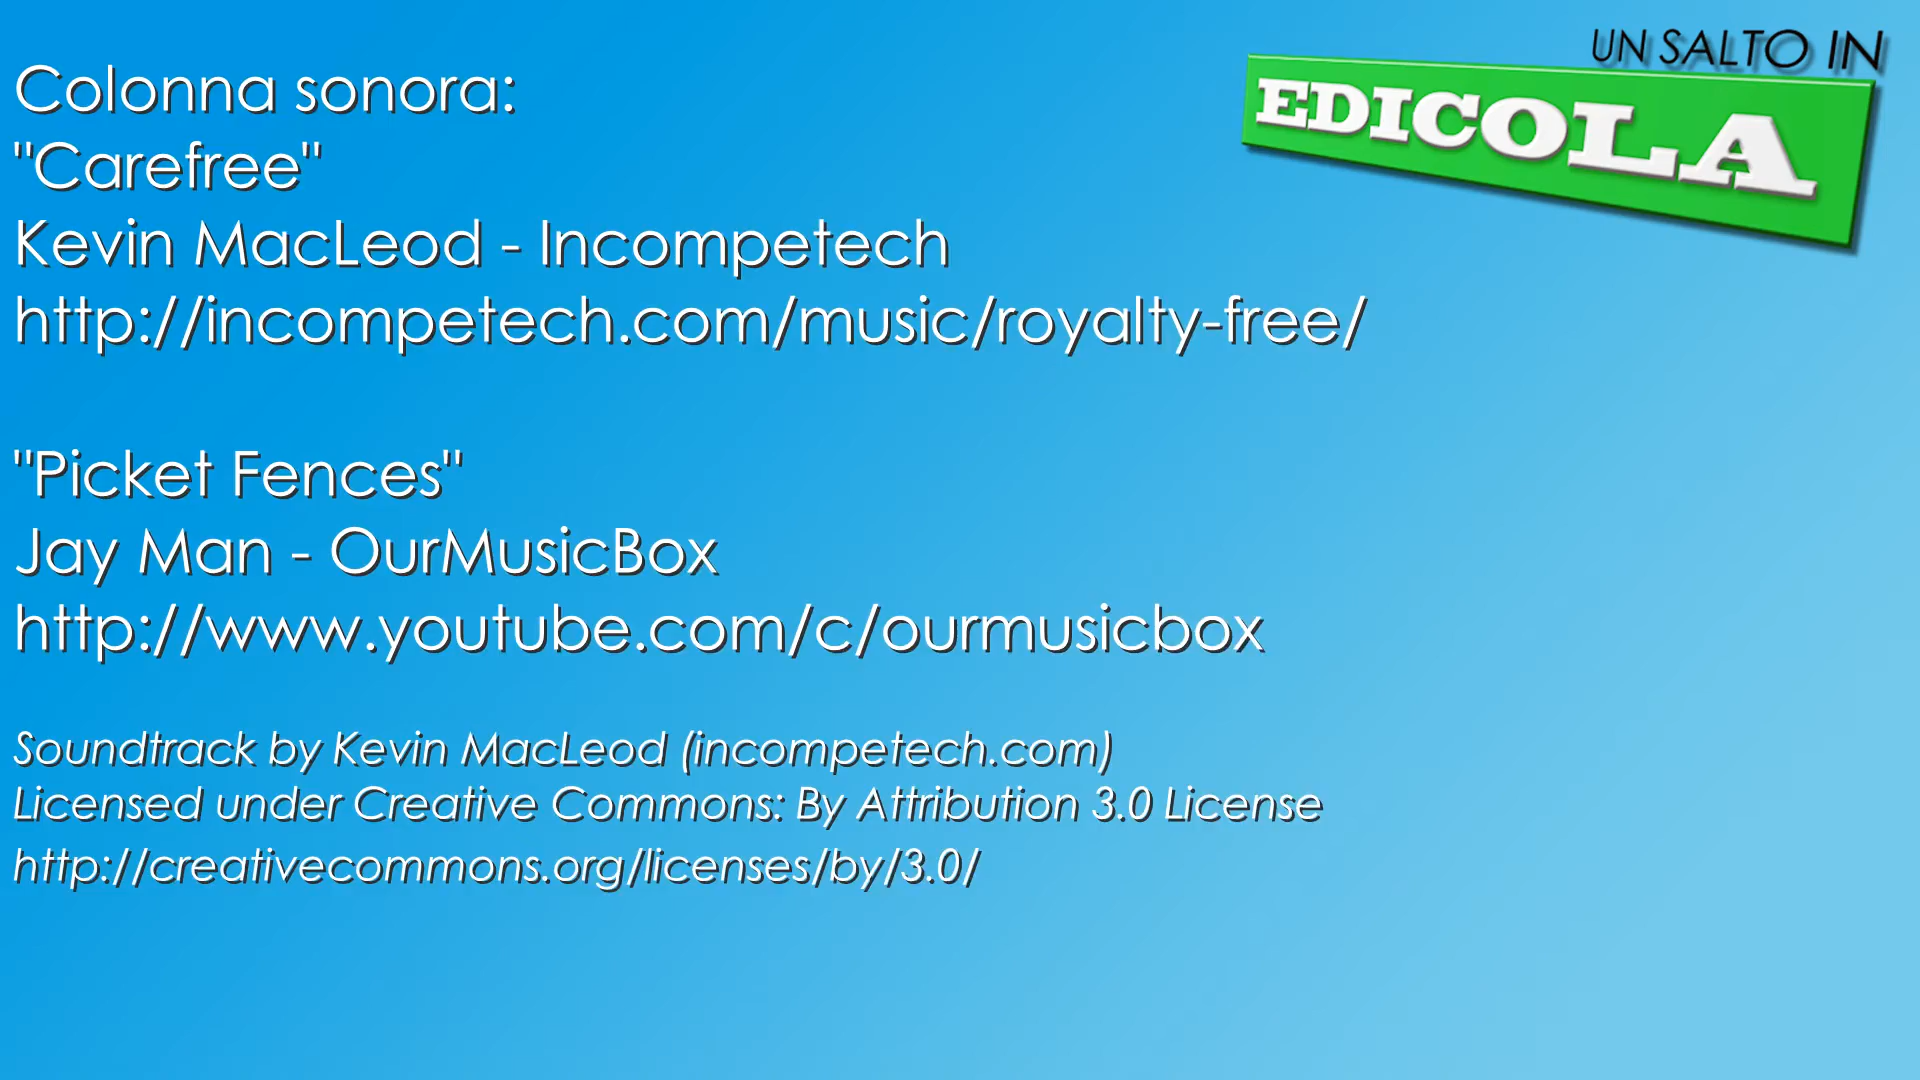 UN SALTO IN
EDICOLA
Colonna sonora:
"Carefree"
Kevin MacLeod - Incompetech
http://incompetech.com/music/royalty-free/
"Picket Fences"
Jay Man - OurMusicBox
http://www.youtube.com/c/ourmusicbox
Soundtrack by Kevin MacLeod (incompetech.com)
Licensed under Creative Commons: By Attribution 3.0 License
http://creativecommons.org/licenses/by/3.0/